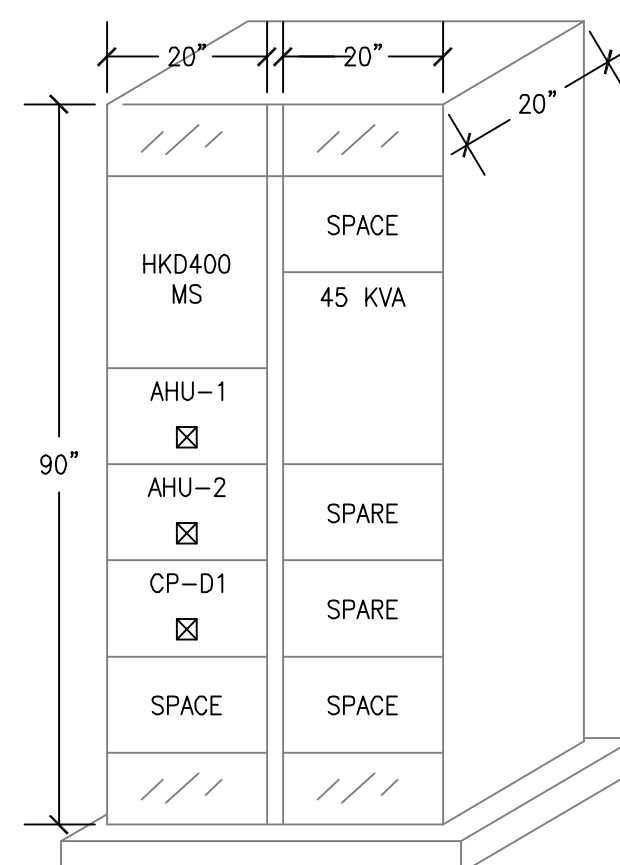 20”
20”
20”
90”
HKD400
MS
AHU-1
AHU-2
CP-D1
SPACE
SPACE
45 KVA
SPARE
SPARE
SPACE